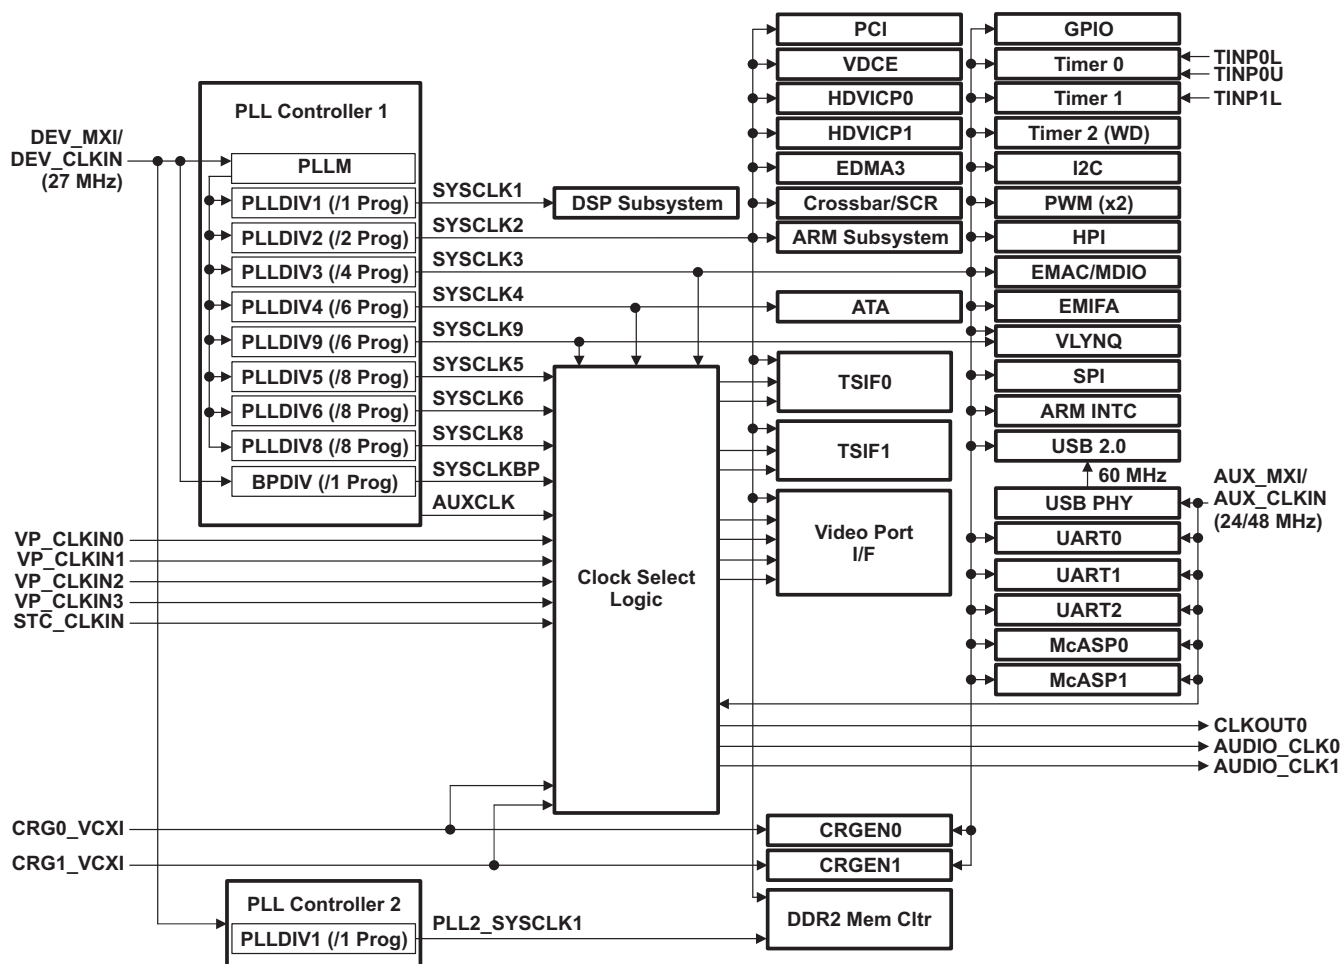 PCI
VDCE
HDVICP0
HDVICP1
EDMA3
Crossbar/SCR
ARM Subsystem
ATA
TSIF0
TSIF1
Video Port
I/F
GPIO
Timer 0
Timer 1
Timer 2 (WD)
I2C
PWM (x2)
HPI
EMAC/MDIO
EMIFA
VLYNQ
SPI
ARM INTC
USB 2.0
60 MHz
USB PHY
UART0
UART1
UART2
McASP0
McASP1
TINP0L
TINP0U
TINP1L
AUX_MXI/
AUX_CLKIN
(24/48 MHz)
CLKOUT0
AUDIO_CLK0
AUDIO_CLK1
DEV_MXI/
DEV_CLKIN
(27 MHz)
PLL Controller 1
PLLM
PLLDIV1 (/1 Prog)
PLLDIV2 (/2 Prog)
PLLDIV3 (/4 Prog)
PLLDIV4 (/6 Prog)
PLLDIV9 (/6 Prog)
PLLDIV5 (/8 Prog)
PLLDIV6 (/8 Prog)
PLLDIV8 (/8 Prog)
BPDIV (/1 Prog)
SYSCLK1
SYSCLK2
SYSCLK3
SYSCLK4
SYSCLK9
SYSCLK5
SYSCLK6
SYSCLK8
SYSCLKBP
AUXCLK
DSP Subsystem
VP_CLKIN0
VP_CLKIN1
VP_CLKIN2
VP_CLKIN3
STC_CLKIN
Clock Select
Logic
CRG0_VCXI
CRG1_VCXI
CRGEN0
CRGEN1
PLL Controller 2
PLLDIV1 (/1 Prog)
PLL2_SYSCLK1
DDR2 Mem Cltr